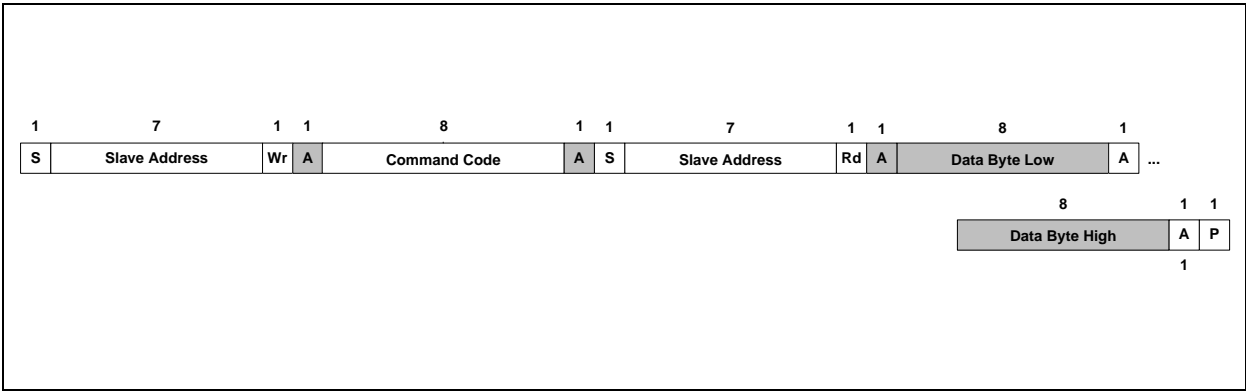 1 7 1 1 8 1 1 7 1 1 8 1
S Slave Address Wr A Command Code A S Slave Address Rd A Data Byte Low A ...
8 1 1
Data Byte High A P
1